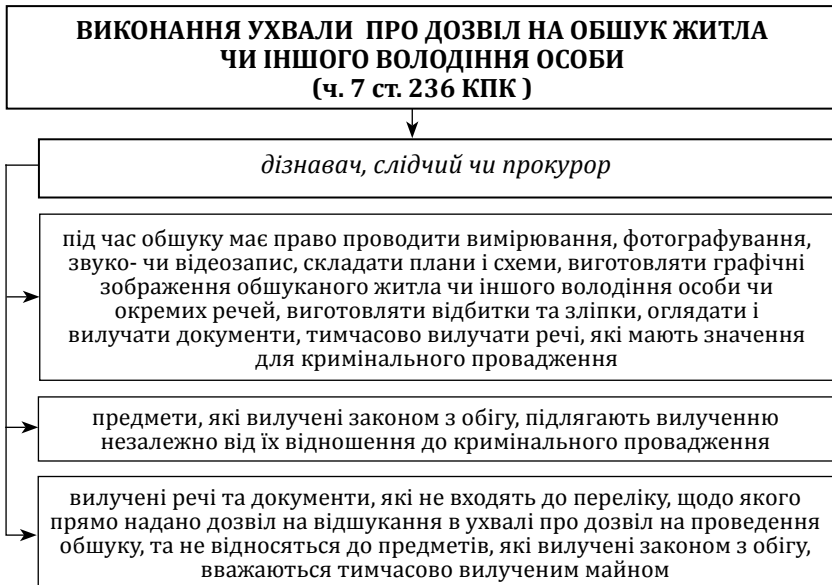 ВИКОНАННЯ УХВАЛИ ПРО ДОЗВІЛ НА ОБШУК ЖИТЛА
ЧИ ІНШОГО ВОЛОДІННЯ ОСОБИ
(ч. 7 ст. 236 КПК )
дізнавач, слідчий чи прокурор
під час обшуку має право проводити вимірювання, фотографування,
звуко- чи відеозапис, складати плани і схеми, виготовляти графічні
зображення обшуканого житла чи іншого володіння особи чи
окремих речей, виготовляти відбитки та зліпки, оглядати і
вилучати документи, тимчасово вилучати речі, які мають значення
для кримінального провадження
предмети, які вилучені законом з обігу, підлягають вилученню
незалежно від їх відношення до кримінального провадження
вилучені речі та документи, які не входять до переліку, щодо якого
прямо надано дозвіл на відшукання в ухвалі про дозвіл на проведення
обшуку, та не відносяться до предметів, які вилучені законом з обігу,
вважаються тимчасово вилученим майном